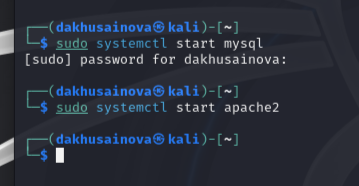 ┌──(dakhusainova㉿kali)-[~]
└─$ sudo systemctl start mysql
[sudo] password for dakhusainova:
┌──(dakhusainova㉿kali)-[~]
└─$ sudo systemctl start apache2
┌──(dakhusainova㉿kali)-[~]
└─$